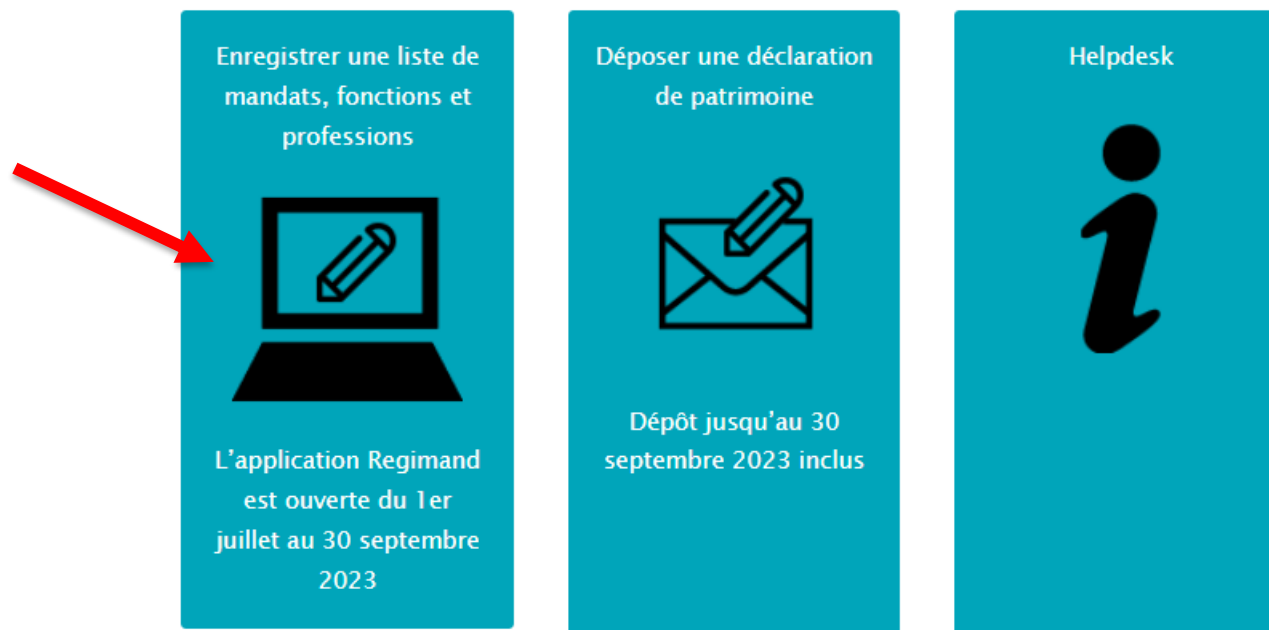 Enregistrer une liste de
mandats, fonctions et
professions
L'application Regimand
est ouverte du 1er
juillet au 30 septembre
2023
Déposer une déclaration
de patrimoine
Dépôt jusqu'au 30
septembre 2023 inclus
Helpdesk